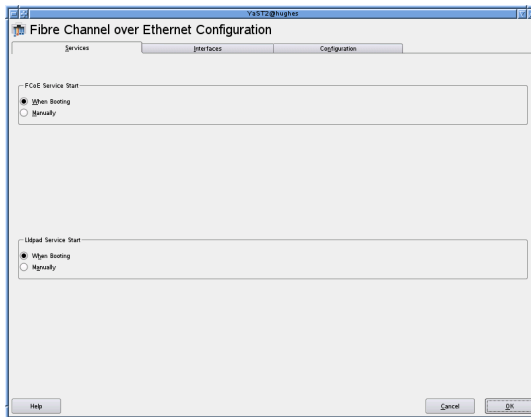 YaST2@hughes
Fibre Channel over Ethernet Configuration
Services
Interfaces
Configuration
FCoE Service Start
When Booting
Manually
Lldpad Service Start
When Booting
Manually
Help
Cancel
OK